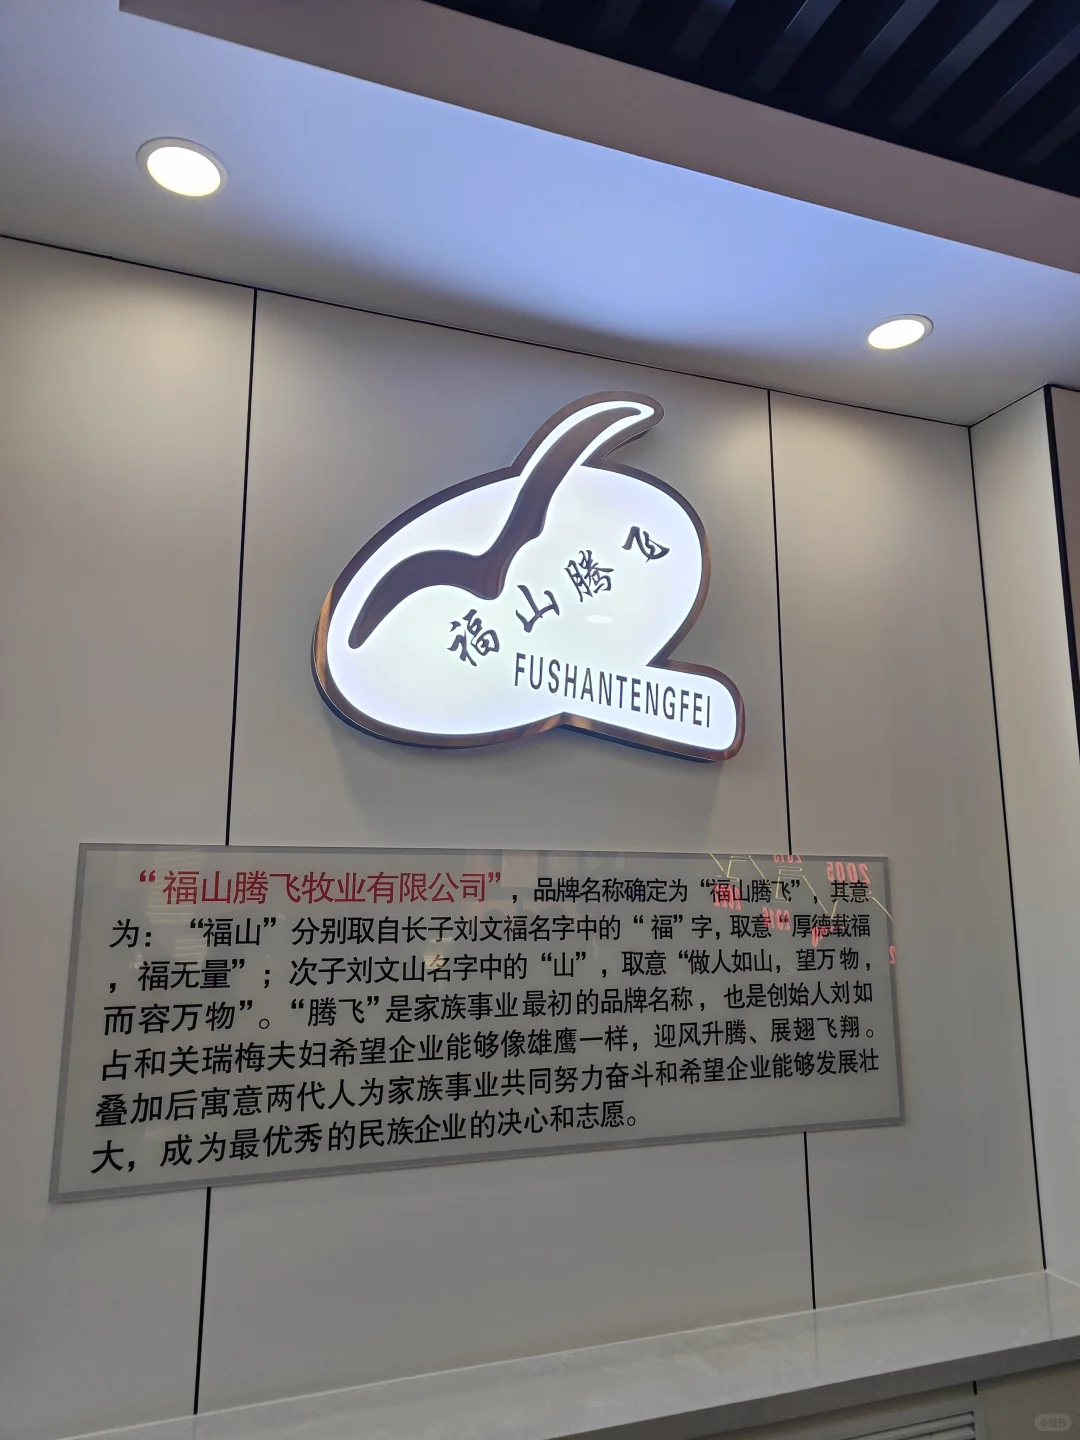 福山腾飞
FUSHANTENGFEI
“福山腾飞牧业有限公司”，品牌名称确定为“福山腾飞”，其意
为：“福山”分别取自长子刘文福名字中的“福”字，取意“厚德载福
，福无量”；次子刘文山名字中的“山”，取意“做人如山，望万物，
而容万物”。“腾飞”是家族事业最初的品牌名称，也是创始人刘如
占和关瑞梅夫妇希望企业能够像雄鹰一样，迎风升腾、展翅飞翔。
叠加后寓意两代人为家族事业共同努力奋斗和希望企业能够发展壮
大，成为最优秀的民族企业的决心和志愿。
小红书